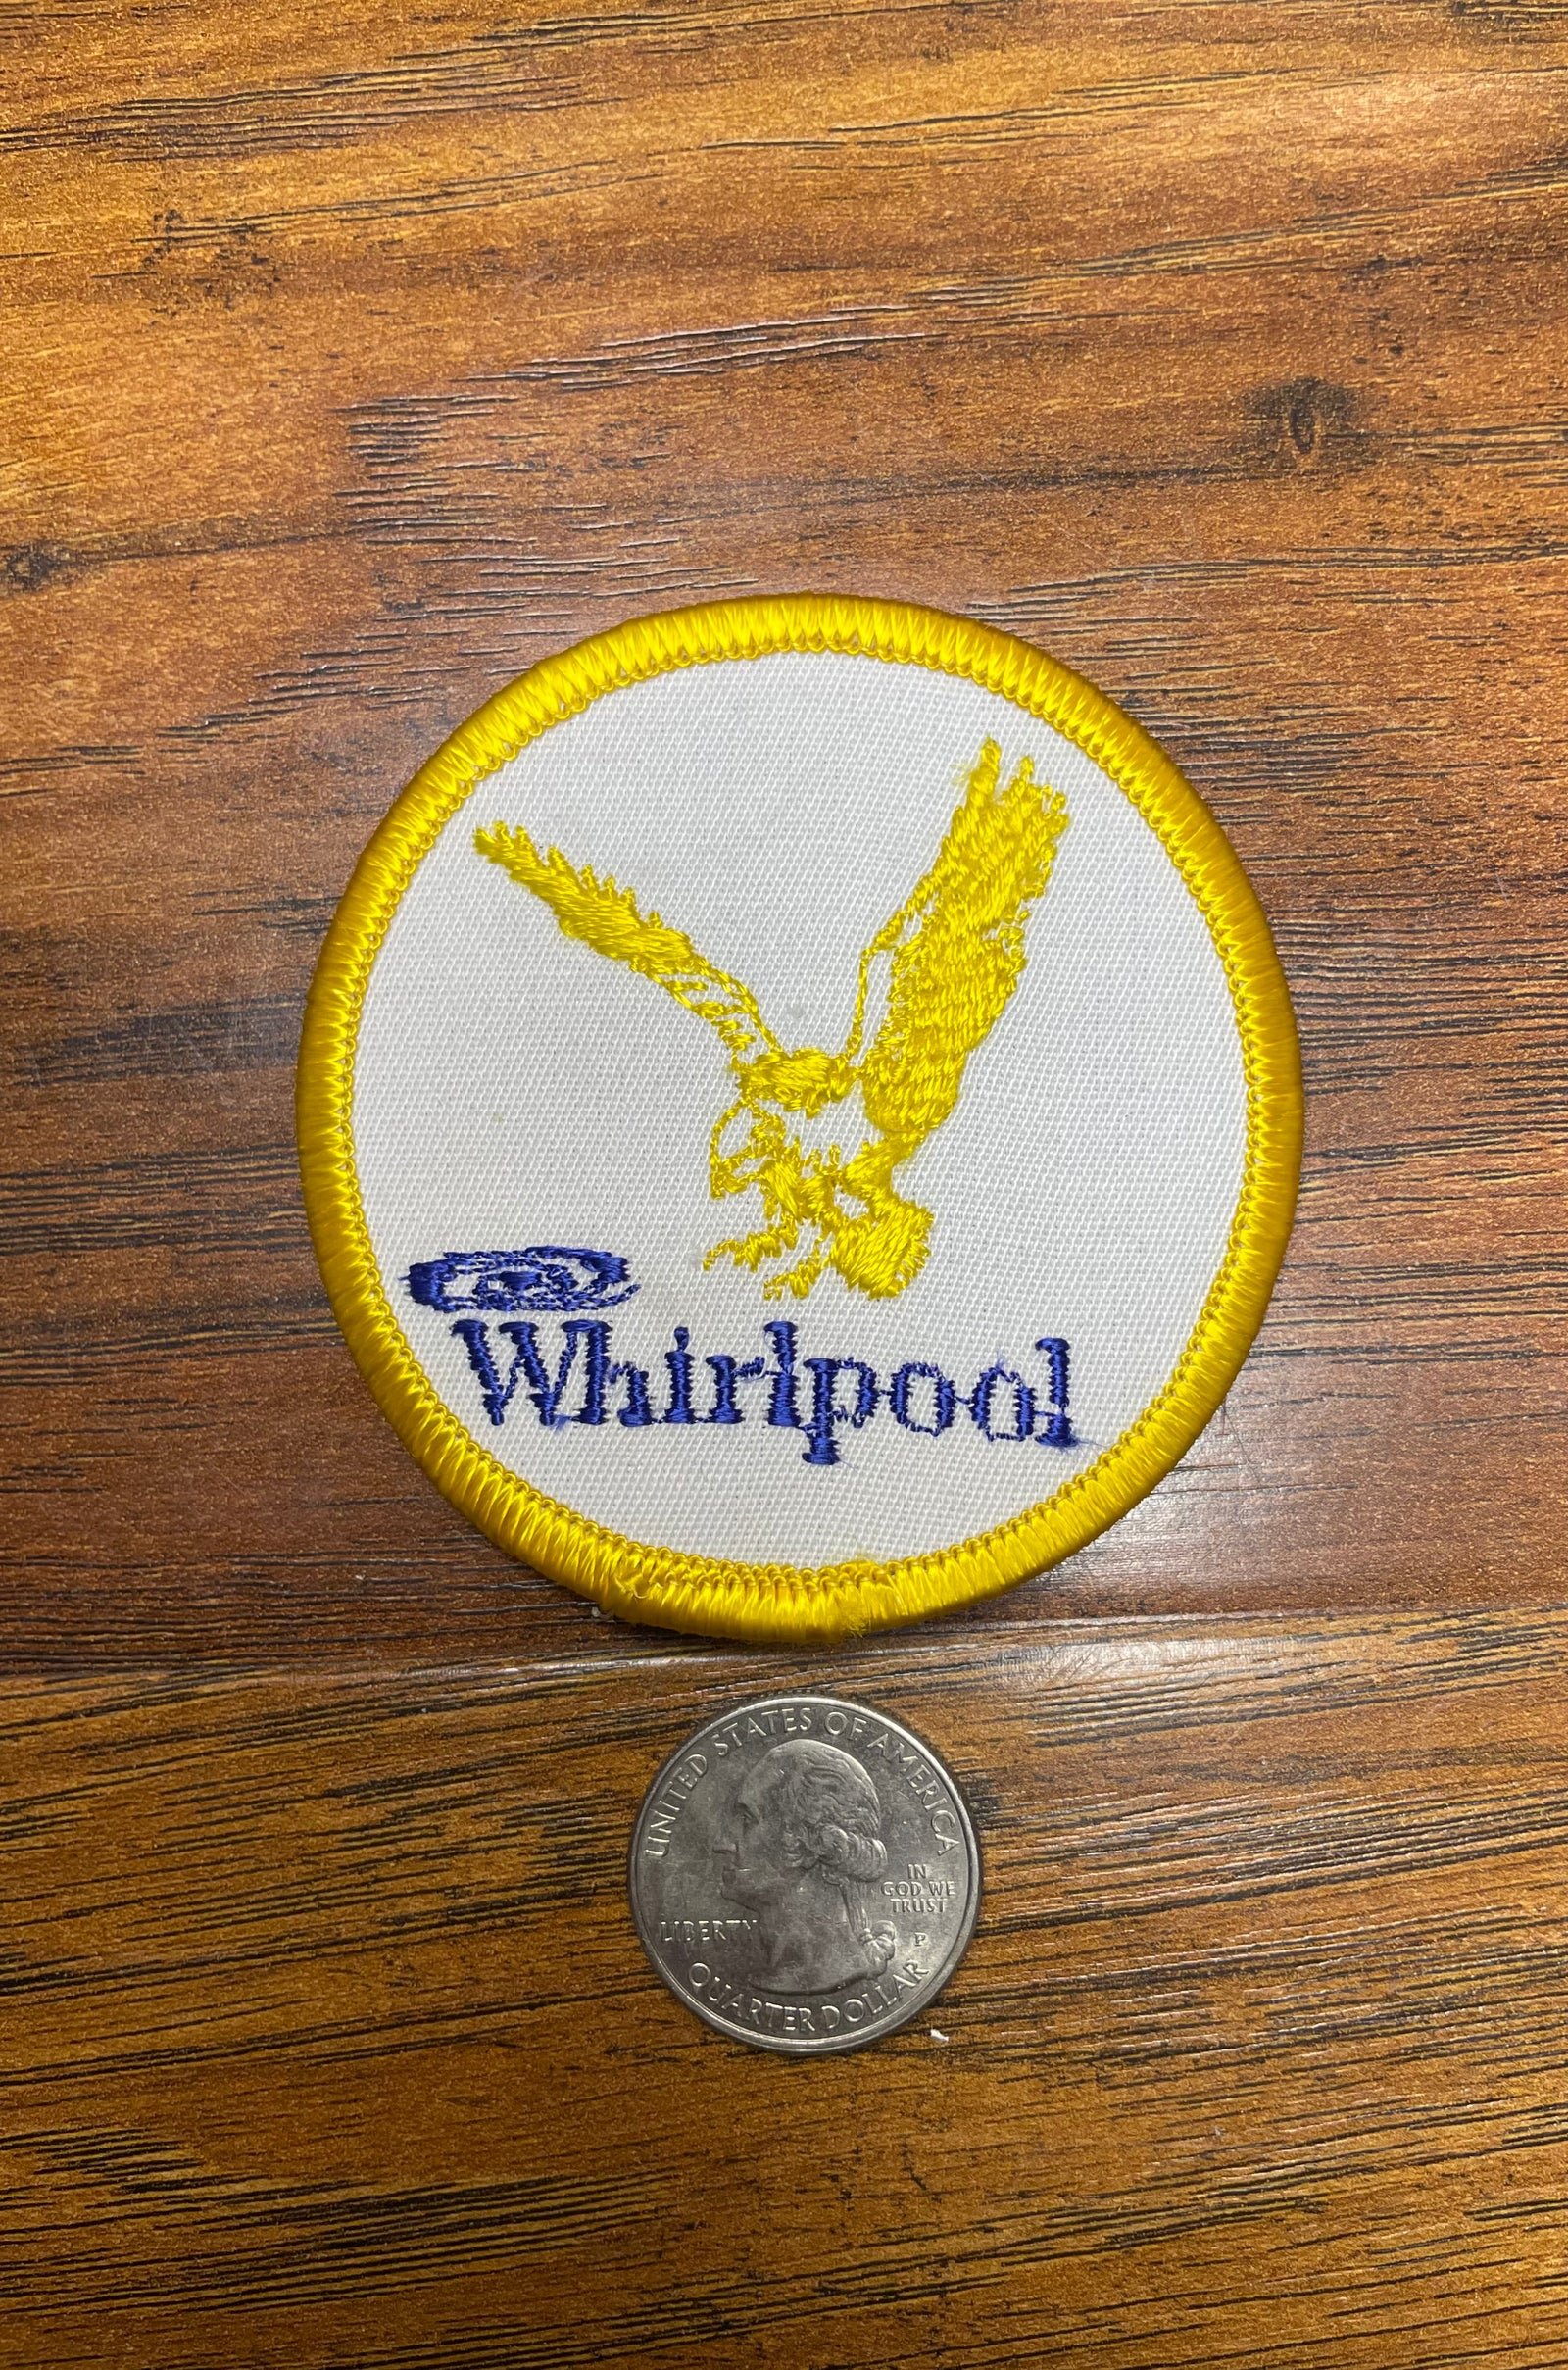 Whirlpool
UNITED STATES OF AMERICA
IN
GOD WE
TRUST
LIBERTY
P
QUARTER DOLLAR